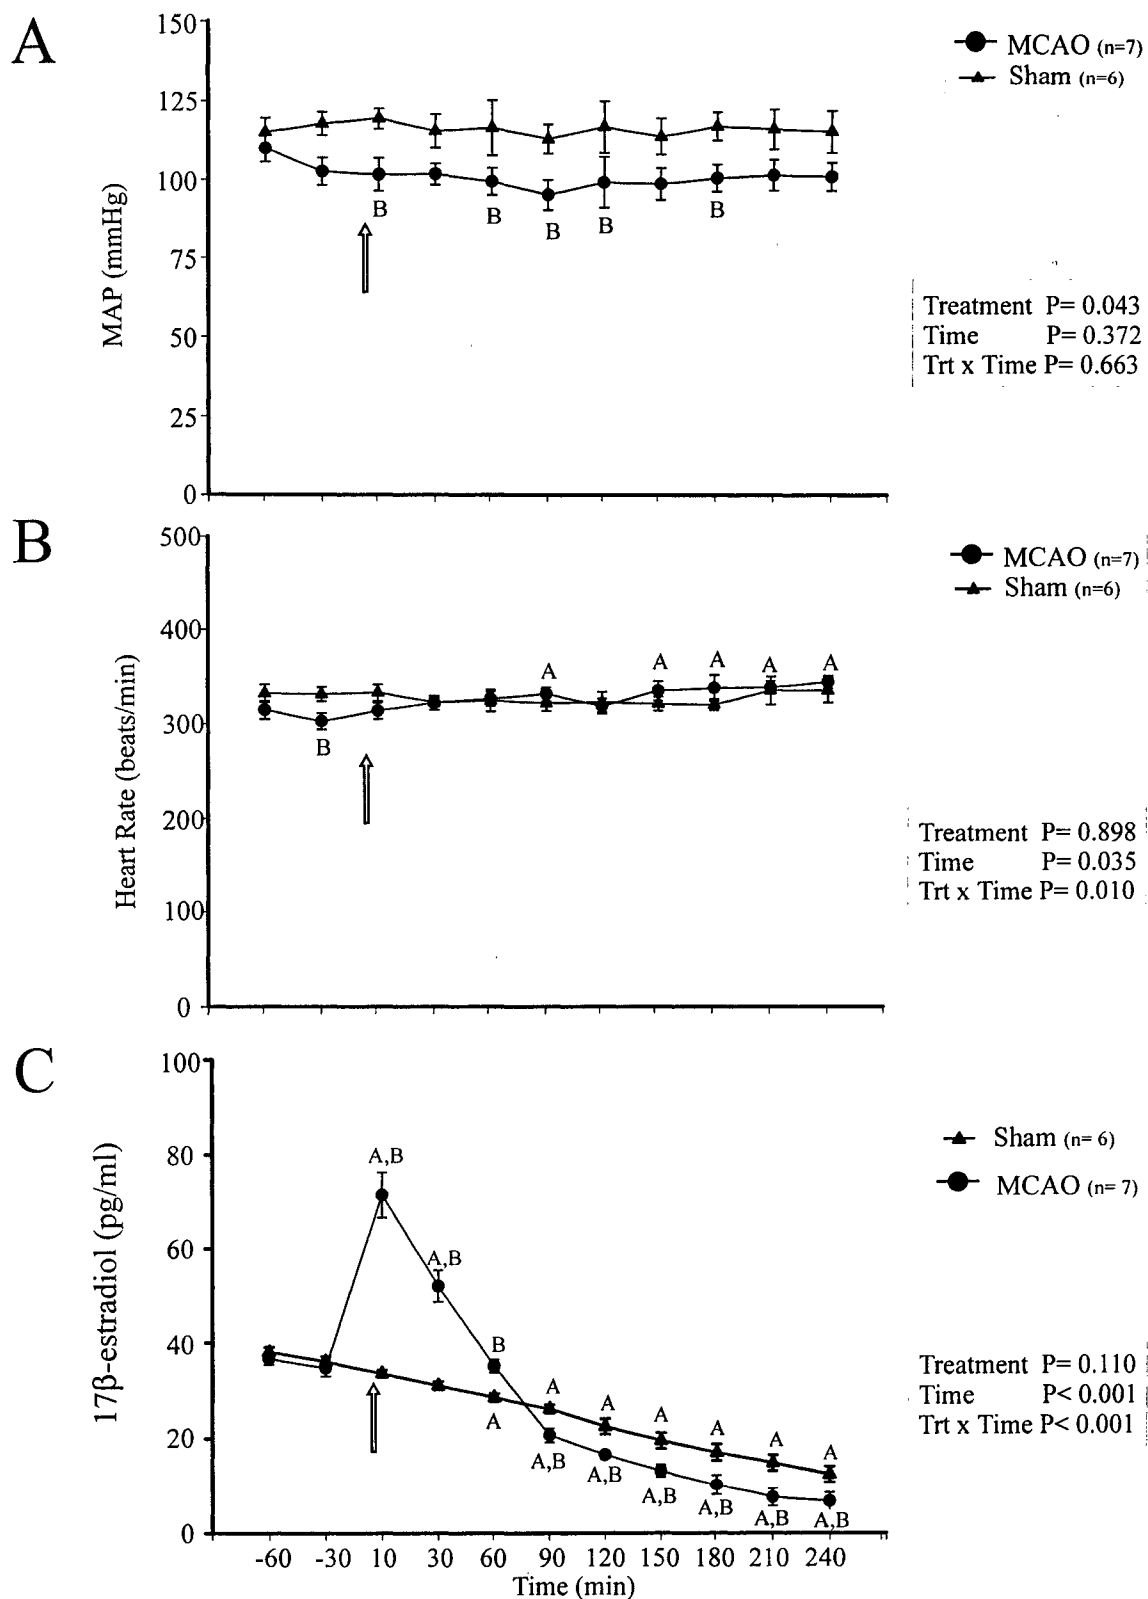 A
150
125
100
75
50
25
0
MAP (mmHg)
MCAO (n=7)
Sham (n=6)
B
B
B
B
B
Treatment P= 0.043
Time P= 0.372
Trt x Time P= 0.663
B
500
400
300
200
100
0
Heart Rate (beats/min)
MCAO (n=7)
Sham (n=6)
A
A
A
A
A
B
Treatment P= 0.898
Time P= 0.035
Trt x Time P= 0.010
C
100
80
60
40
20
0
17β-estradiol (pg/ml)
Sham (n= 6)
MCAO (n= 7)
A,B
A,B
B
A
A
A
A
A
A
A
A,B
A,B
A,B
A,B
A,B
A,B
Treatment P= 0.110
Time P< 0.001
Trt x Time P< 0.001
-60 -30 10 30 60 90 120 150 180 210 240
Time (min)